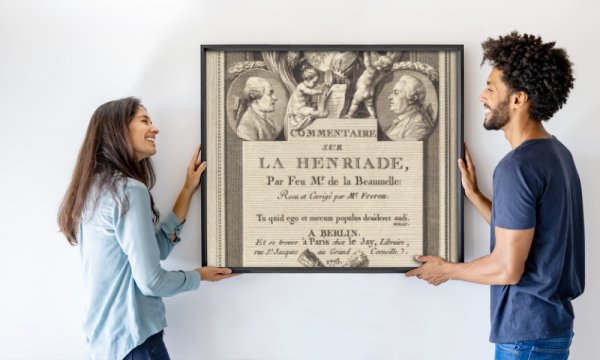 COMMENTAIRE
SUR
LA HENRIADE,
Par Feu Mr. de la Beaumelle:
Revu et Corrigé par Mr. Freron.
Tu quid ego et mecum populus desideret audi.
HORAT.
A BERLIN.
Et se trouve à Paris chez le Jay, Libraire,
rue St. Jacques au Grand Corneille.
1775.